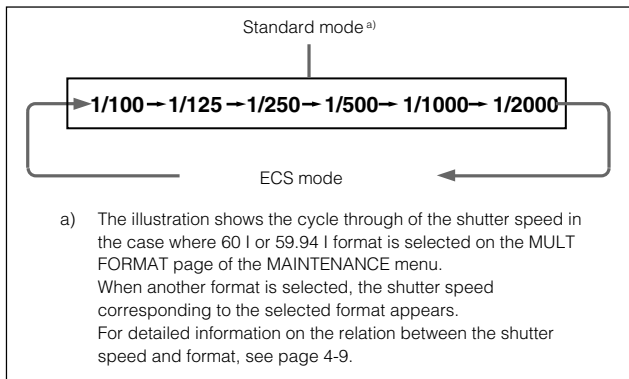 Standard mode a)
1/100 → 1/125 → 1/250 → 1/500 → 1/1000 → 1/2000
ECS mode
a) The illustration shows the cycle through of the shutter speed in
the case where 60 I or 59.94 I format is selected on the MULT
FORMAT page of the MAINTENANCE menu.
When another format is selected, the shutter speed
corresponding to the selected format appears.
For detailed information on the relation between the shutter
speed and format, see page 4-9.